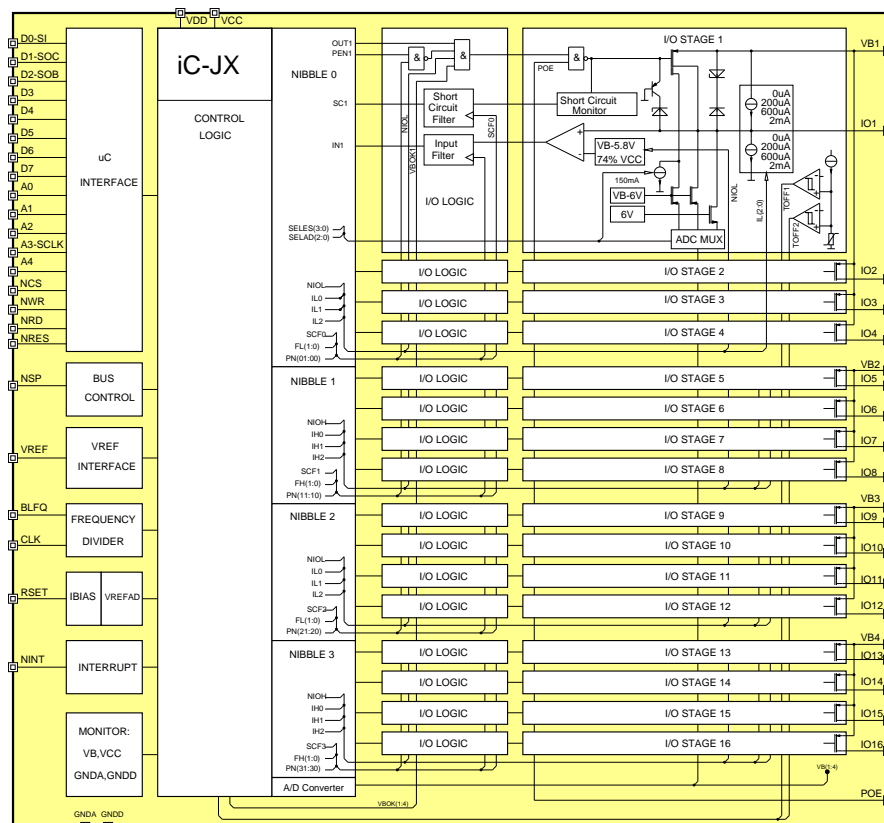 VDD VCC
D0-SI
D1-SOC
D2-SOB
D3
D4
D5
D6
D7
A0
A1
A2
A3-SCLK
A4
NCS
NWR
NRD
NRES
NSP
VREF
BLFQ
CLK
RSET
NINT
uC
INTERFACE
BUS
CONTROL
VREF
INTERFACE
FREQUENCY
DIVIDER
IBIAS VREFAD
INTERRUPT
MONITOR:
VB,VCC
GNDA,GNDD
GNDA GNDD
iC-JX
CONTROL
LOGIC
NIBBLE 0
OUT1
PEN1
SC1
IN1
SELES(3:0)
SELAD(2:0)
NIOL
IL0
IL1
IL2
SCF0
FL(1:0)
PN(01:00)
NIBBLE 1
NIOH
IH0
IH1
IH2
SCF1
FH(1:0)
PN(11:10)
NIBBLE 2
NIOL
IL0
IL1
IL2
SCF2
FL(1:0)
PN(21:20)
NIBBLE 3
NIOH
IH0
IH1
IH2
SCF3
FH(1:0)
PN(31:30)
A/D Converter
VBOK(1:4)
&
&
Short
Circuit
Filter
Input
Filter
NIOL
VBOK1
SCF0
I/O LOGIC
I/O STAGE 1
&
POE
Short Circuit
Monitor
VB-5.8V
74% VCC
150mA
VB-6V
6V
ADC MUX
NIOL
IL(2:0)
0uA
200uA
600uA
2mA
0uA
200uA
600uA
2mA
TOFF1
TOFF2
I/O LOGIC I/O STAGE 2
I/O LOGIC I/O STAGE 3
I/O LOGIC I/O STAGE 4
I/O LOGIC I/O STAGE 5
I/O LOGIC I/O STAGE 6
I/O LOGIC I/O STAGE 7
I/O LOGIC I/O STAGE 8
I/O LOGIC I/O STAGE 9
I/O LOGIC I/O STAGE 10
I/O LOGIC I/O STAGE 11
I/O LOGIC I/O STAGE 12
I/O LOGIC I/O STAGE 13
I/O LOGIC I/O STAGE 14
I/O LOGIC I/O STAGE 15
I/O LOGIC I/O STAGE 16
VB(1:4)
VB1
IO1
IO2
IO3
IO4
VB2
IO5
IO6
IO7
IO8
VB3
IO9
IO10
IO11
IO12
VB4
IO13
IO14
IO15
IO16
POE